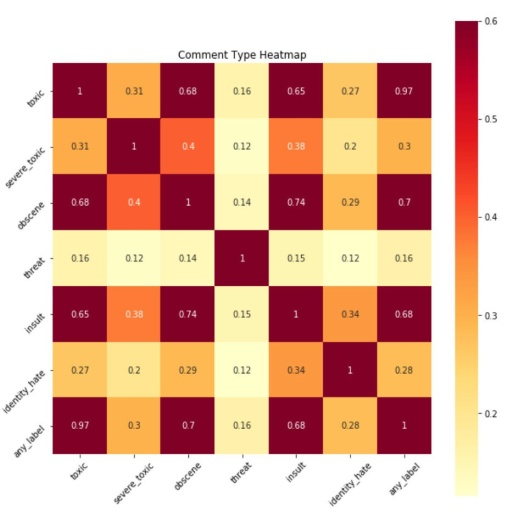 Comment Type Heatmap
toxic 1 0.31 0.68 0.16 0.65 0.27 0.97
severe_toxic 0.31 1 0.4 0.12 0.38 0.2 0.3
obscene 0.68 0.4 1 0.14 0.74 0.29 0.7
threat 0.16 0.12 0.14 1 0.15 0.12 0.16
insult 0.65 0.38 0.74 0.15 1 0.34 0.68
identity_hate 0.27 0.2 0.29 0.12 0.34 1 0.28
any_label 0.97 0.3 0.7 0.16 0.68 0.28 1
toxic severe_toxic obscene threat insult identity_hate any_label
0.6
0.5
0.4
0.3
0.2